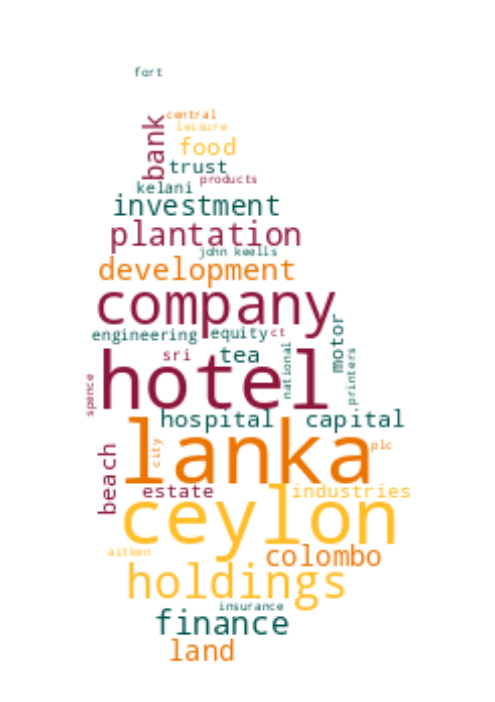 fort
central
leisure
bank
food
trust
products
kelani
investment
plantation
john keells
development
company
engineering
equity
ct
motor
sri
tea
national
printers
hotel
spence
hospital
capital
lanka
city
plc
beach
estate
industries
ceylon
aitken
colombo
holdings
insurance
finance
land